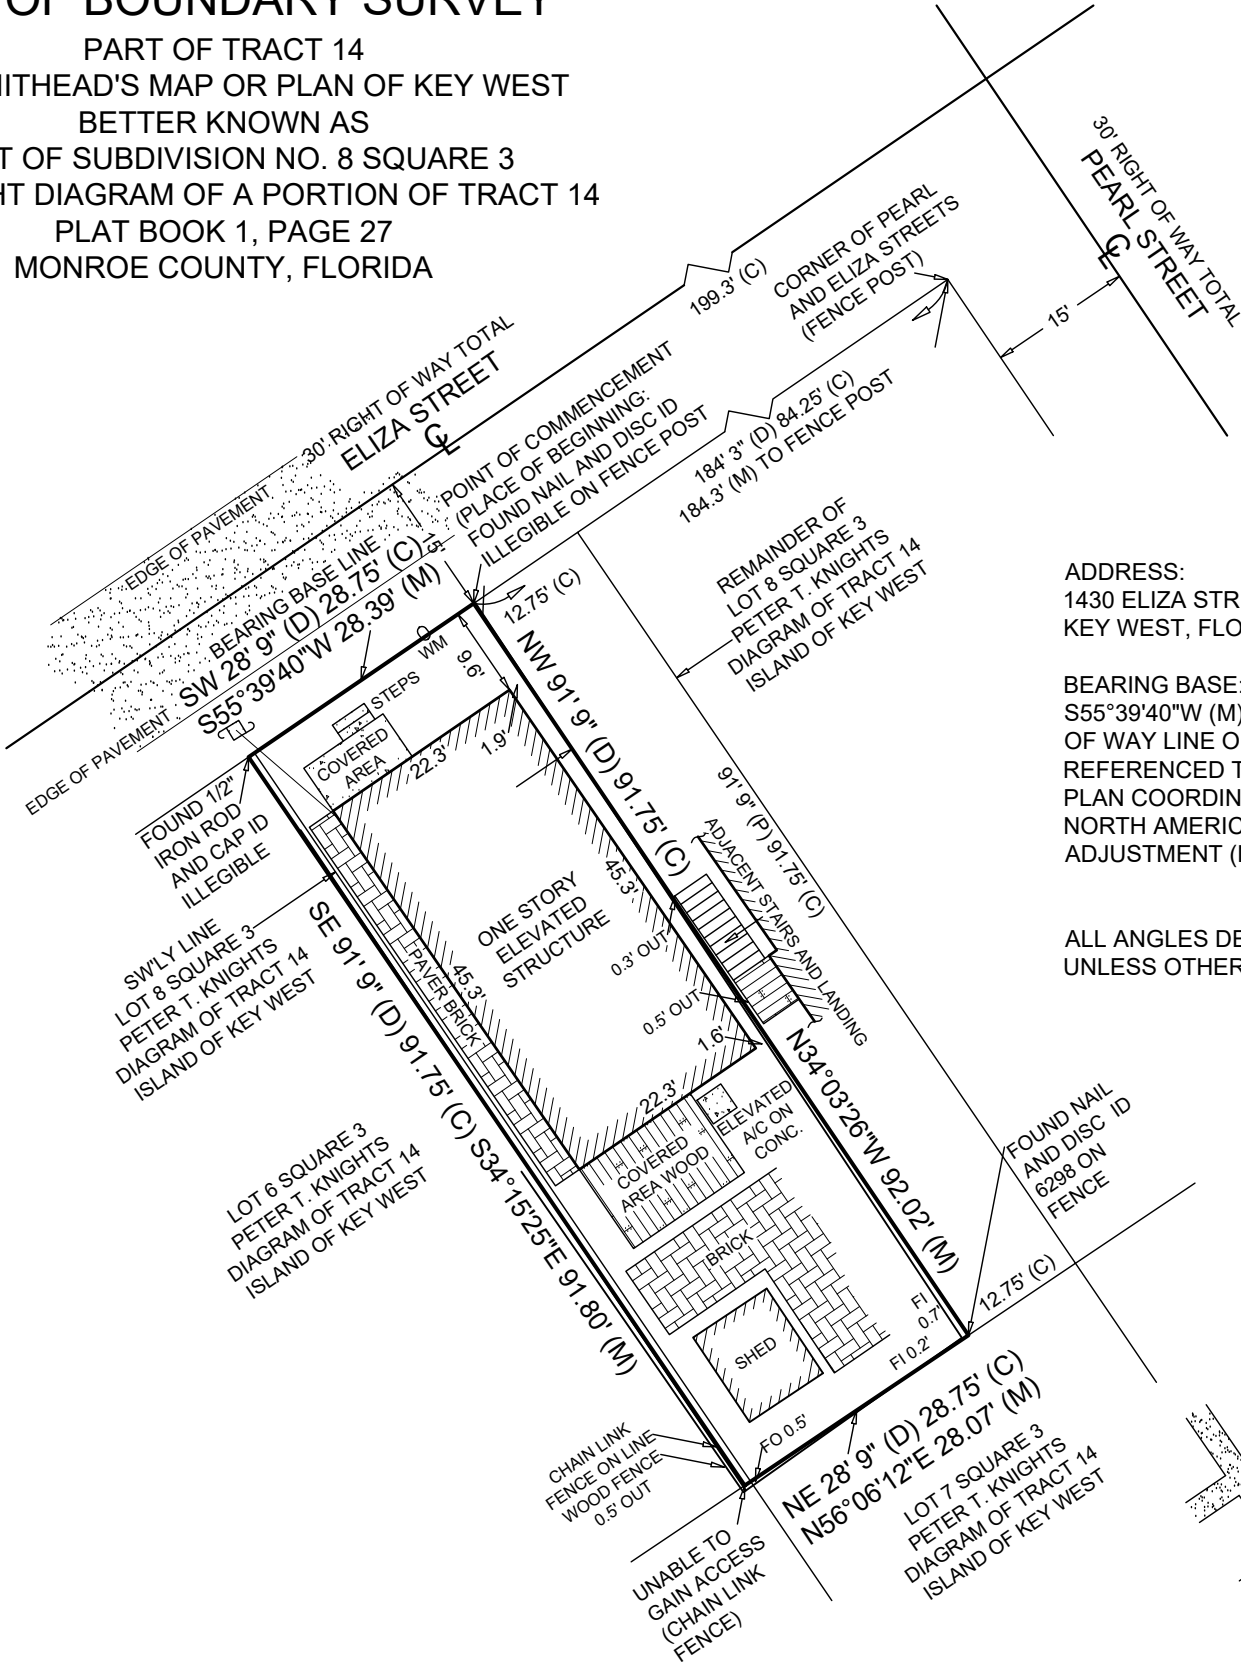 OF BOUNDARY SURVEY
PART OF TRACT 14
HITHEAD'S MAP OR PLAN OF KEY WEST
BETTER KNOWN AS
T OF SUBDIVISION NO. 8 SQUARE 3
HT DIAGRAM OF A PORTION OF TRACT 14
PLAT BOOK 1, PAGE 27
MONROE COUNTY, FLORIDA
30' RIGHT OF WAY TOTAL
PEARL STREET
CL
15'
199.3' (C)
CORNER OF PEARL
AND ELIZA STREETS
(FENCE POST)
30' RIGHT OF WAY TOTAL
ELIZA STREET
CL
EDGE OF PAVEMENT
EDGE OF PAVEMENT
15'
POINT OF COMMENCEMENT
(PLACE OF BEGINNING:
FOUND NAIL AND DISC ID
ILLEGIBLE ON FENCE POST
184' 3" (D) 84.25' (C)
184.3' (M) TO FENCE POST
REMAINDER OF
LOT 8 SQUARE 3
PETER T. KNIGHTS
DIAGRAM OF TRACT 14
ISLAND OF KEY WEST
BEARING BASE LINE
SW 28' 9" (D) 28.75' (C)
S55°39'40"W 28.39' (M)
12.75' (C)
WM
9.6'
STEPS
COVERED
AREA
22.3'
1.9'
NW 91' 9" (D) 91.75' (C)
91' 9" (P) 91.75' (C)
ADJACENT STAIRS AND LANDING
EDGE OF PAVEMENT
FOUND 1/2"
IRON ROD
AND CAP ID
ILLEGIBLE
SW'LY LINE
LOT 8 SQUARE 3
PETER T. KNIGHTS
DIAGRAM OF TRACT 14
ISLAND OF KEY WEST
ONE STORY
ELEVATED
STRUCTURE
45.3'
45.3'
PAVER BRICK
0.3' OUT
0.5' OUT
1.6'
22.3'
SE 91' 9" (D) 91.75' (C) S34°15'25"E 91.80' (M)
N34°03'26"W 92.02' (M)
COVERED
AREA WOOD
ELEVATED
A/C ON
CONC.
LOT 6 SQUARE 3
PETER T. KNIGHTS
DIAGRAM OF TRACT 14
ISLAND OF KEY WEST
BRICK
SHED
FI
0.7'
FI 0.2'
FO 0.5'
12.75' (C)
FOUND NAIL
AND DISC ID
6298 ON
FENCE
CHAIN LINK
FENCE ON LINE
WOOD FENCE
0.5' OUT
NE 28' 9" (D) 28.75' (C)
N56°06'12"E 28.07' (M)
LOT 7 SQUARE 3
PETER T. KNIGHTS
DIAGRAM OF TRACT 14
ISLAND OF KEY WEST
UNABLE TO
GAIN ACCESS
(CHAIN LINK
FENCE)
ADDRESS:
1430 ELIZA STR
KEY WEST, FLO
BEARING BASE:
S55°39'40"W (M)
OF WAY LINE O
REFERENCED T
PLAN COORDIN
NORTH AMERIC
ADJUSTMENT (
ALL ANGLES DE
UNLESS OTHER